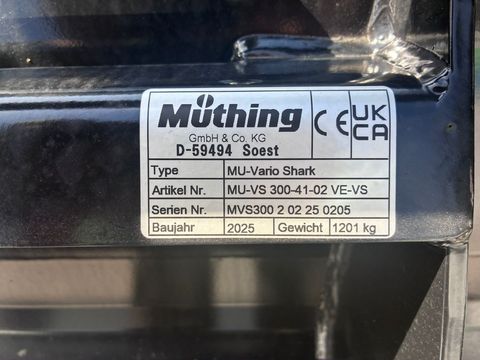 Müthing
GmbH & Co. KG
D-59494 Soest
CE UK CA
Type MU-Vario Shark
Artikel Nr. MU-VS 300-41-02 VE-VS
Serien Nr. MVS300 2 02 25 0205
Baujahr 2025 Gewicht 1201 kg